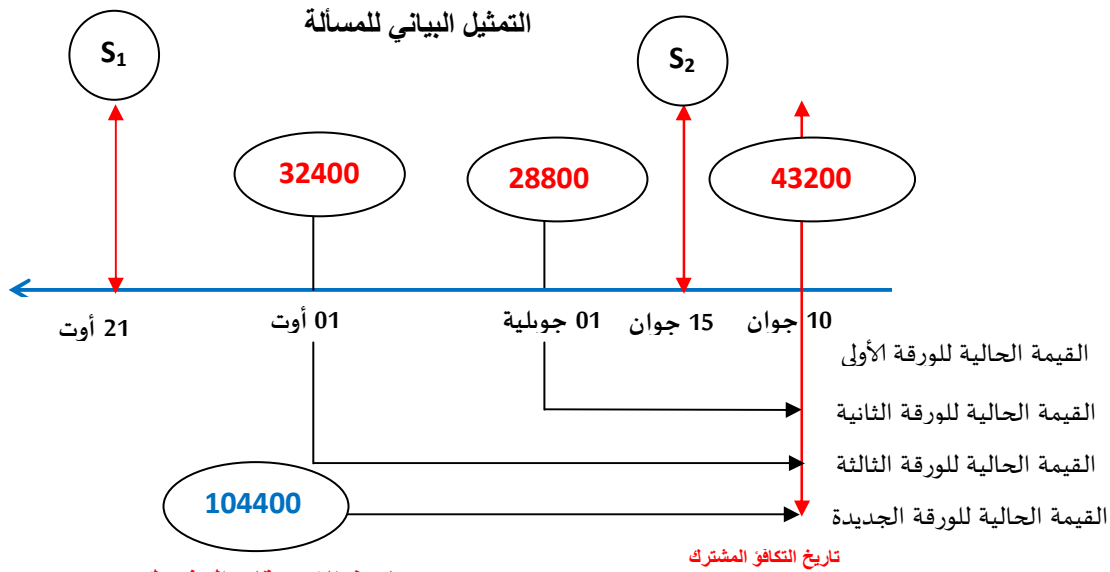 التمثيل البياني للمسألة
S1
S2
32400
28800
43200
21 أوت
01 أوت
01 جويلية
15 جوان
10 جوان
القيمة الحالية للورقة الأولى
القيمة الحالية للورقة الثانية
القيمة الحالية للورقة الثالثة
104400
القيمة الحالية للورقة الجديدة
تاريخ التكافؤ المشترك